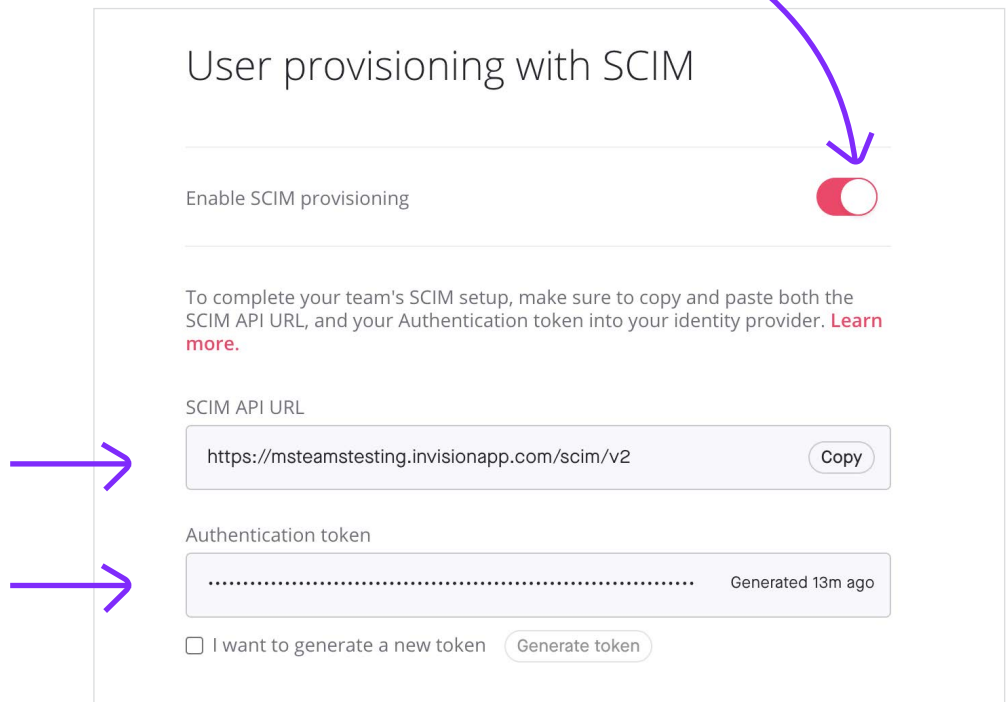 User provisioning with SCIM
Enable SCIM provisioning
To complete your team's SCIM setup, make sure to copy and paste both the
SCIM API URL, and your Authentication token into your identity provider. Learn
more.
SCIM API URL
https://msteamstesting.invisionapp.com/scim/v2 Copy
Authentication token
Generated 13m ago
I want to generate a new token Generate token